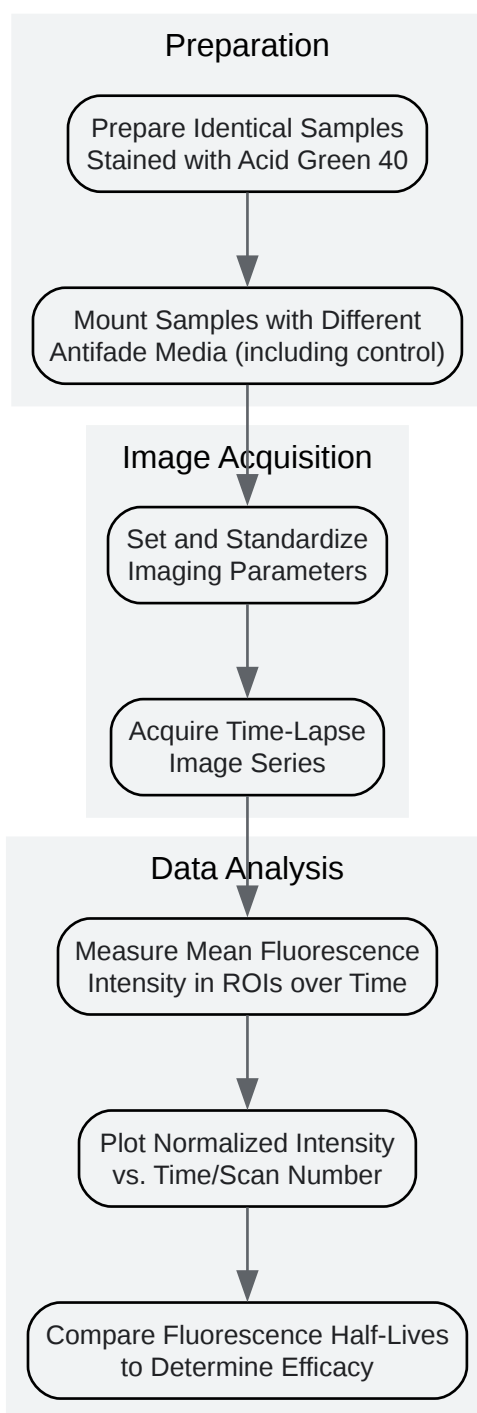 Preparation
Prepare Identical Samples
Stained with Acid Green 40
Mount Samples with Different
Antifade Media (including control)
Image Acquisition
Set and Standardize
Imaging Parameters
Acquire Time-Lapse
Image Series
Data Analysis
Measure Mean Fluorescence
Intensity in ROIs over Time
Plot Normalized Intensity
vs. Time/Scan Number
Compare Fluorescence Half-Lives
to Determine Efficacy